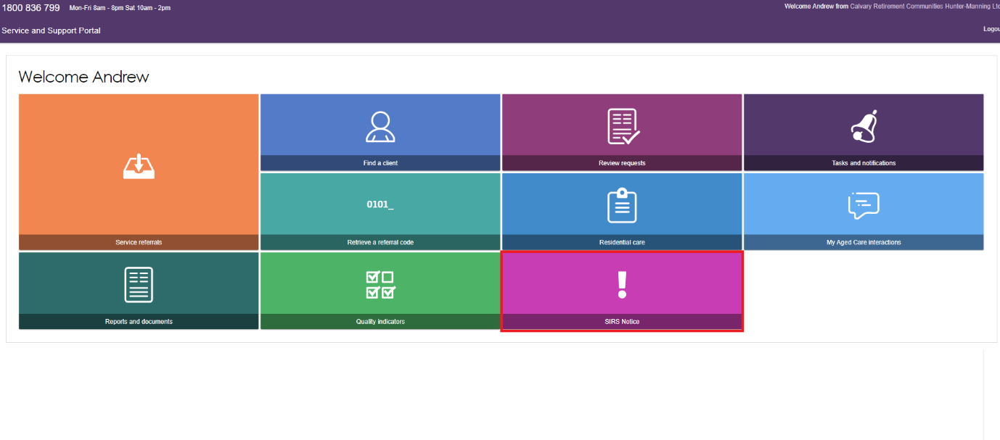 1800 836 799 Mon-Fri 8am - 8pm Sat 10am - 2pm
Welcome Andrew from Calvary Retirement Communities Hunter-Manning Ltd
Service and Support Portal
Logou
Welcome Andrew
Find a client
Review requests
Tasks and notifications
0101_
Service referrals
Retrieve a referral code
Residential care
My Aged Care interactions
Reports and documents
Quality indicators
SIRS Notice